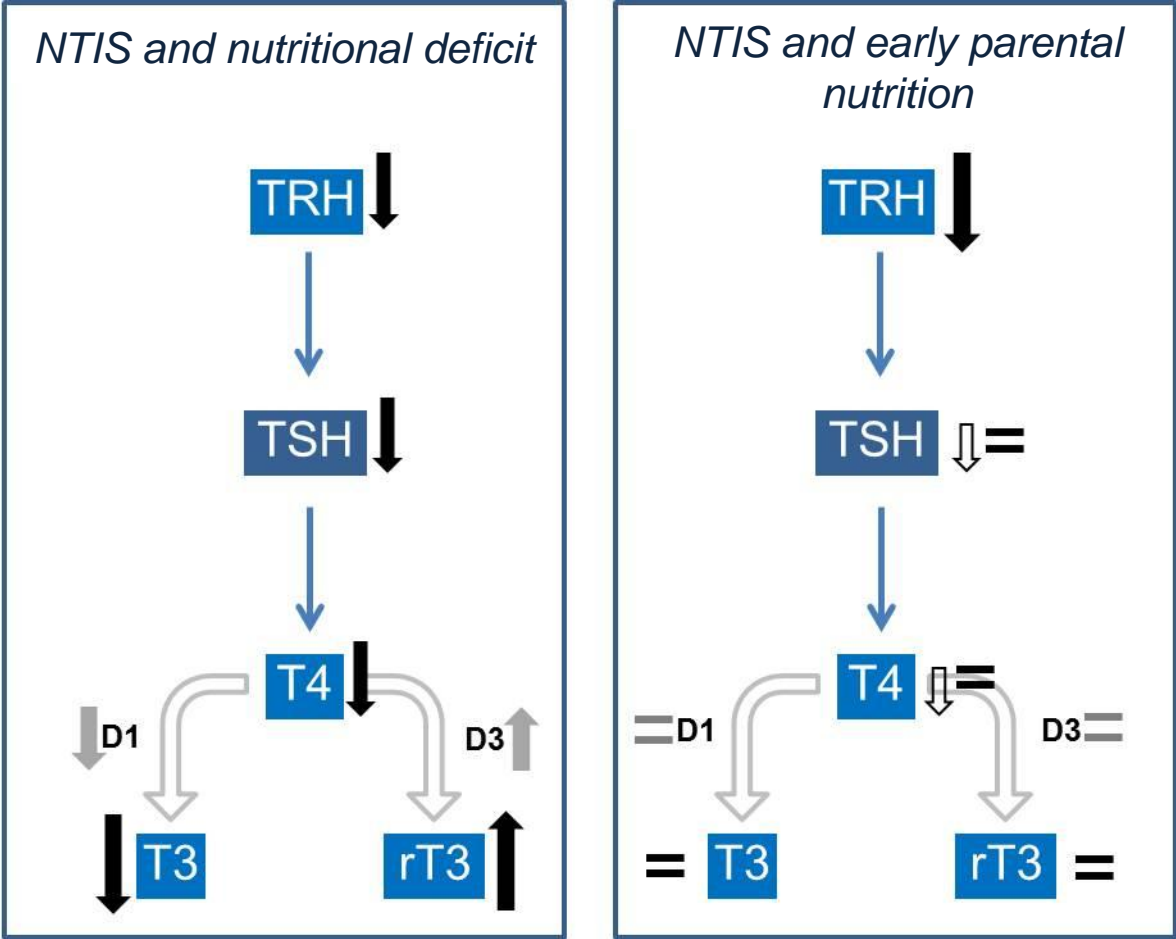 NTIS and nutritional deficit
TRH
TSH
T4
D1
D3
T3
rT3
NTIS and early parental
nutrition
TRH
TSH
=
T4
=
= D1
D3 =
= T3
rT3 =